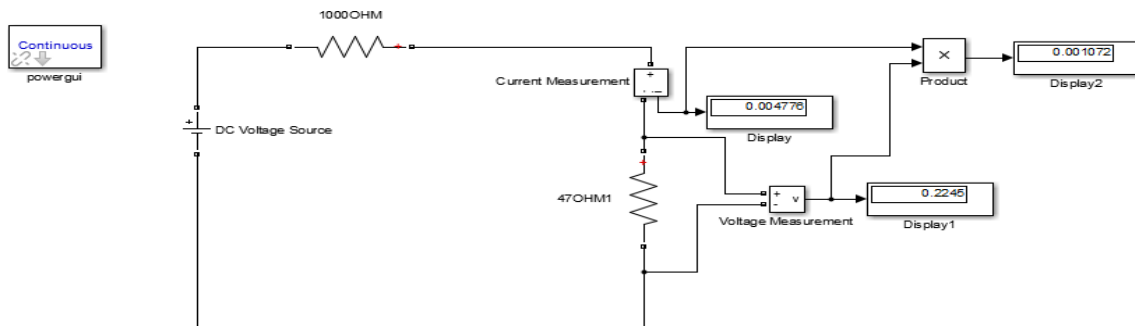 1000OHM
Continuous
powergui
Current Measurement
+
0.004776
Display
×
Product
0.001072
Display2
+
DC Voltage Source
47OHM1
+
-
v
Voltage Measurement
0.2245
Display1